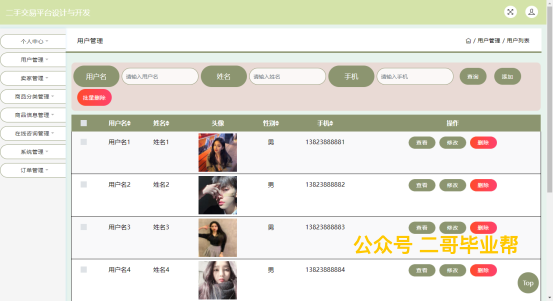 二手交易平台设计与开发
用户管理 / 用户管理 / 用户列表
个人中心
用户管理
卖家管理
商品分类管理
商品信息管理
在线咨询管理
系统管理
订单管理
用户名 请输入用户名 姓名 请输入姓名 手机 请输入手机 查询 添加
批量删除
用户名 姓名 头像 性别 手机 操作
用户名1 姓名1 男 13823888881 查看 修改 删除
用户名2 姓名2 男 13823888882 查看 修改 删除
用户名3 姓名3 男 13823888883 查看 修改 删除
公众号 二哥毕业帮
用户名4 姓名4 男 13823888884 查看 修改 删除
Top